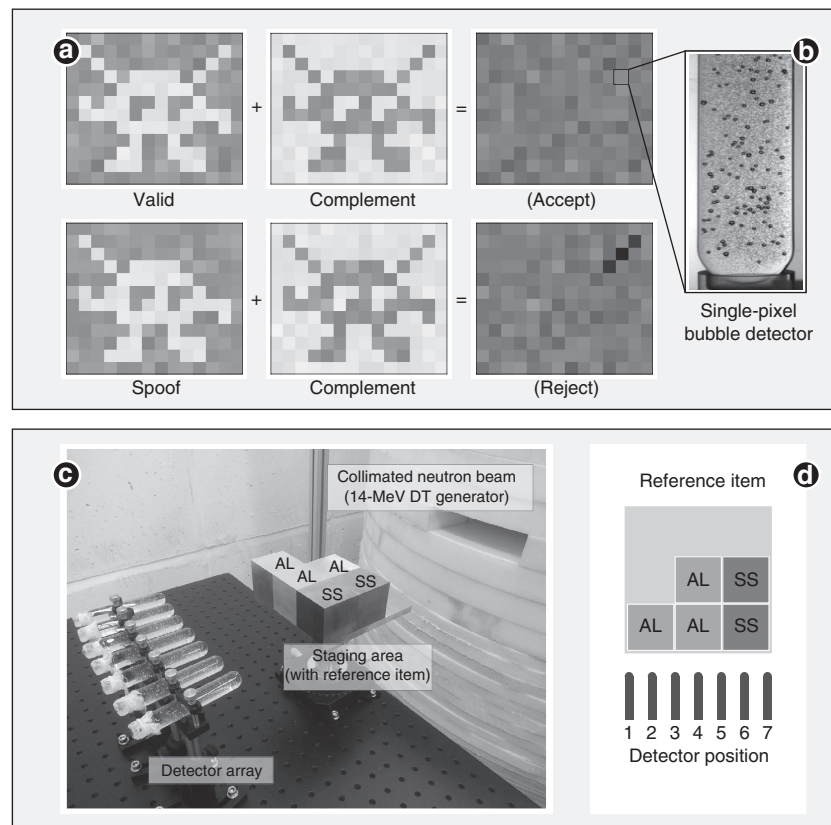 a
b
+
=
Valid
Complement
(Accept)
+
=
Spoof
Complement
(Reject)
Single-pixel
bubble detector
c
Collimated neutron beam
(14-MeV DT generator)
AL
AL
AL
SS
SS
Staging area
(with reference item)
Detector array
d
Reference item
AL SS
AL AL SS
1 2 3 4 5 6 7
Detector position